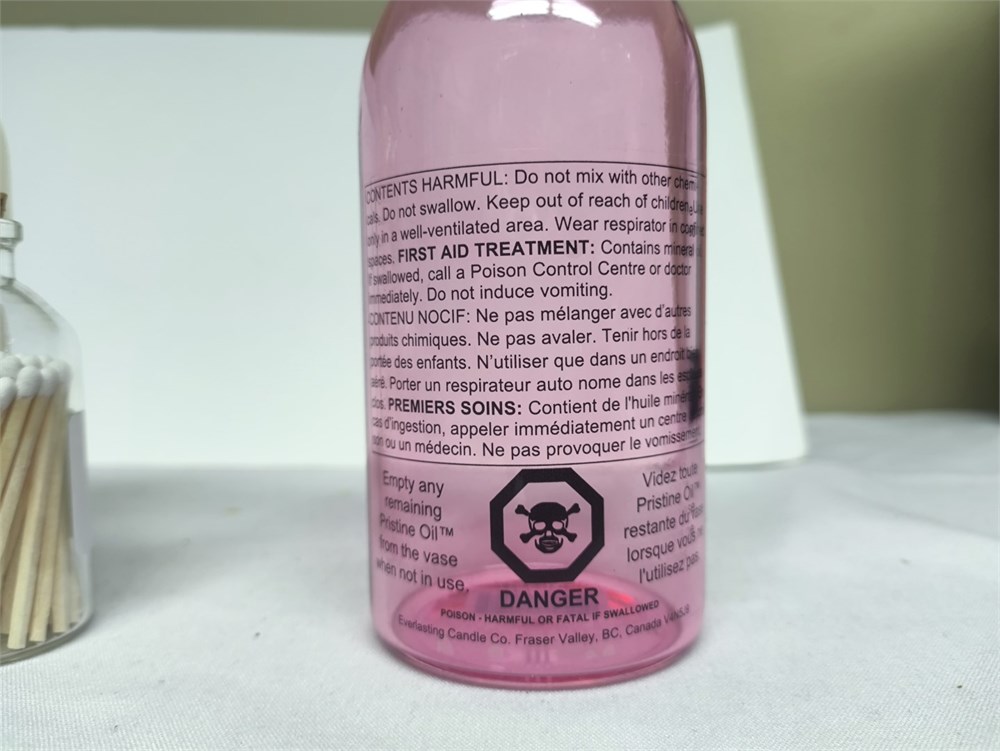 CONTENTS HARMFUL: Do not mix with other chemi-
cals. Do not swallow. Keep out of reach of children. Use
only in a well-ventilated area. Wear respirator in confined
spaces. FIRST AID TREATMENT: Contains mineral
If swallowed, call a Poison Control Centre or doctor
immediately. Do not induce vomiting.
CONTENU NOCIF: Ne pas mélanger avec d'autres
produits chimiques. Ne pas avaler. Tenir hors de la
portée des enfants. N'utiliser que dans un endroit
aéré. Porter un respirateur auto nome dans les
clos. PREMIERS SOINS: Contient de l'huile
cas d'ingestion, appeler immédiatement un centre
ou un médecin. Ne pas provoquer le vomissement.
Empty any
remaining
Pristine Oil™
from the vase
when not in use.
Videz toute
Pristine Oil™
restante du
lorsque vous
l'utilisez pas.
DANGER
POISON - HARMFUL OR FATAL IF SWALLOWED
Everlasting Candle Co. Fraser Valley, BC, Canada